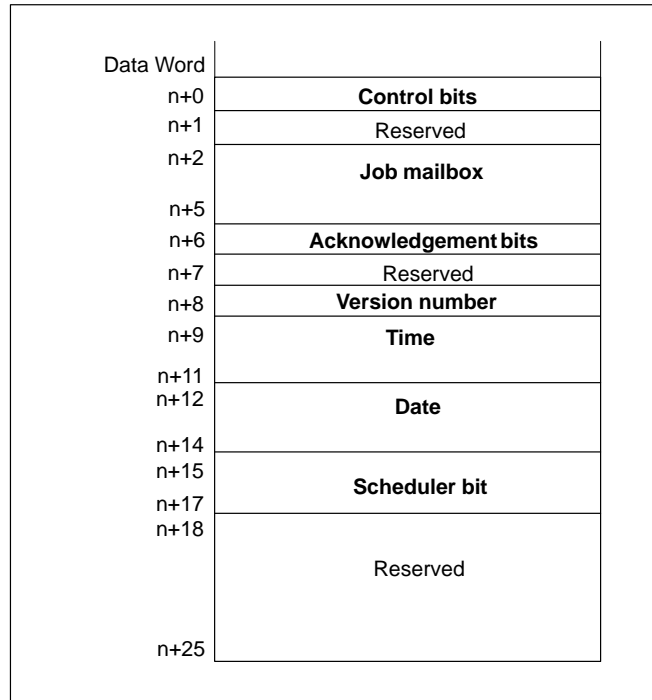 Data Word
n+0 Control bits
n+1 Reserved
n+2
Job mailbox
n+5
n+6 Acknowledgement bits
n+7 Reserved
n+8 Version number
n+9 Time
n+11
n+12
Date
n+14
n+15
Scheduler bit
n+17
n+18
Reserved
n+25